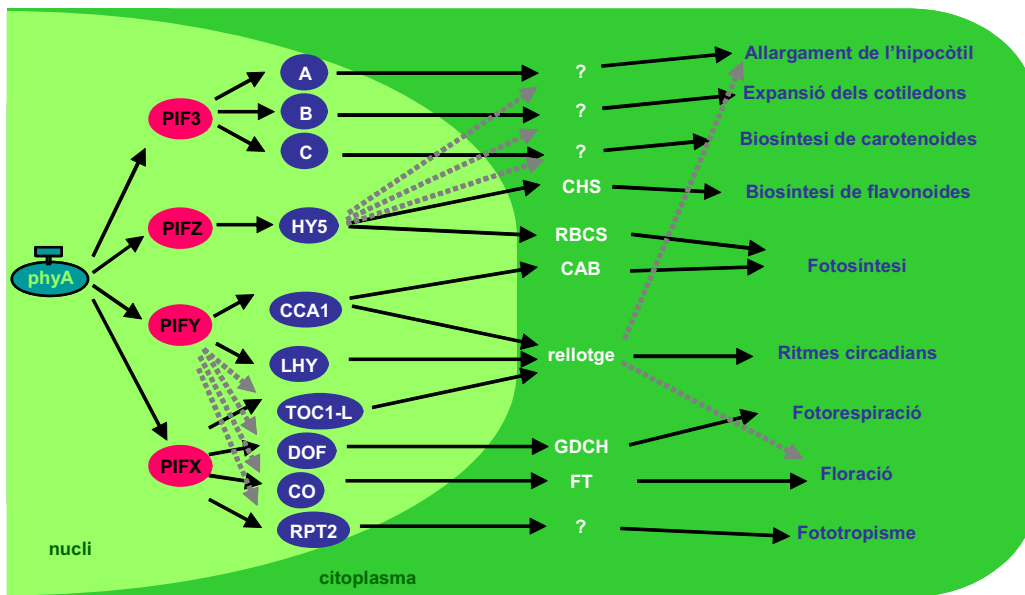 Allargament de l'hipocòtil
A
?
PIF3
B
?
Expansió dels cotiledons
C
?
Biosíntesi de carotenoides
CHS
Biosíntesi de flavonoides
PIFZ
HY5
RBCS
phyA
CAB
Fotosíntesi
PIFY
CCA1
LHY
rellotge
Ritmes circadians
TOC1-L
Fotorespiració
PIFX
DOF
GDCH
CO
FT
Floració
RPT2
?
Fototropisme
nucli
citoplasma